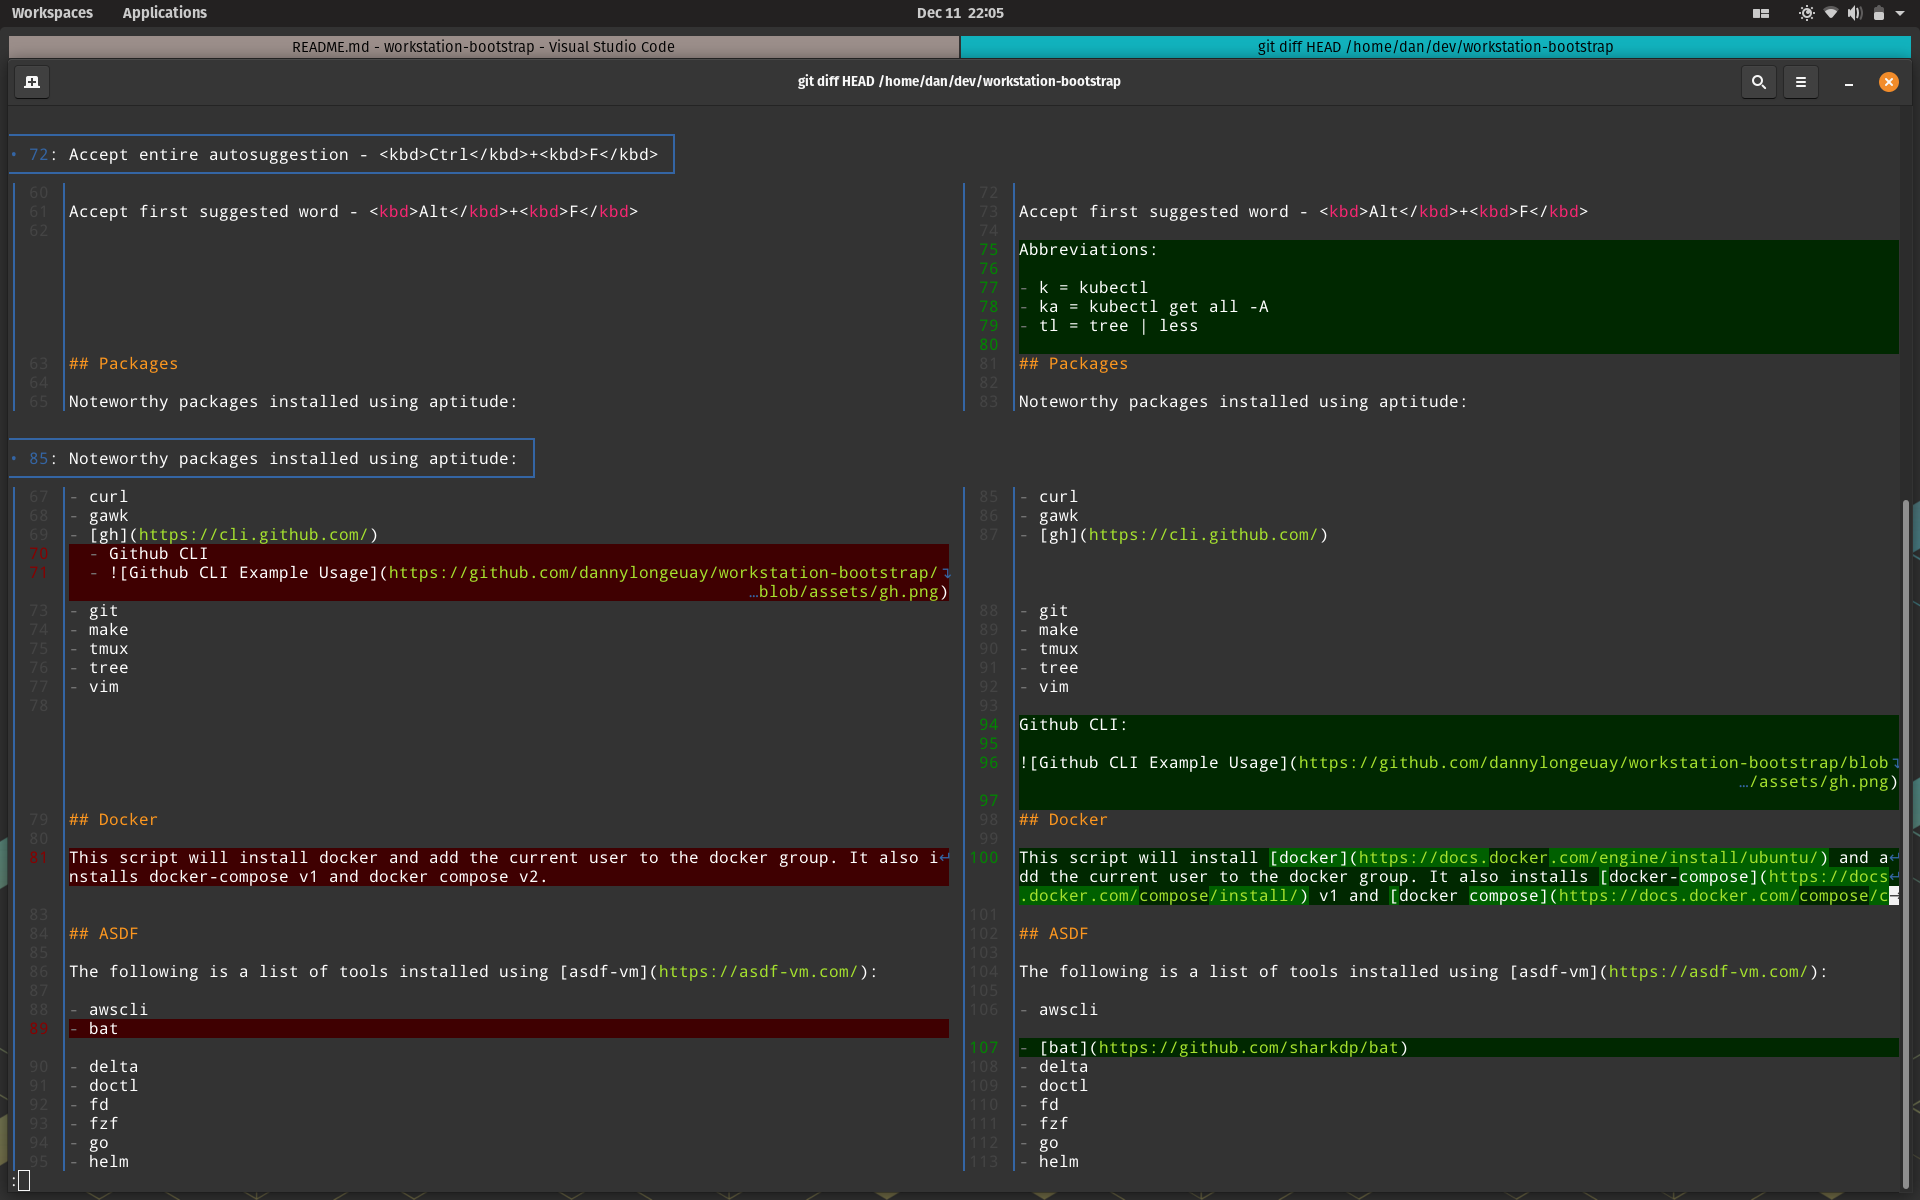 Workspaces Applications Dec 11 22:05
README.md - workstation-bootstrap - Visual Studio Code git diff HEAD /home/dan/dev/workstation-bootstrap
git diff HEAD /home/dan/dev/workstation-bootstrap
• 72: Accept entire autosuggestion - <kbd>Ctrl</kbd>+<kbd>F</kbd>
60
61 Accept first suggested word - <kbd>Alt</kbd>+<kbd>F</kbd>
62
63 ## Packages
64
65 Noteworthy packages installed using aptitude:
72
73 Accept first suggested word - <kbd>Alt</kbd>+<kbd>F</kbd>
74
75 Abbreviations:
76
77 - k = kubectl
78 - ka = kubectl get all -A
79 - tl = tree | less
80
81 ## Packages
82
83 Noteworthy packages installed using aptitude:
• 85: Noteworthy packages installed using aptitude:
67 - curl
68 - gawk
69 - [gh](https://cli.github.com/)
70 - Github CLI
71 - ![Github CLI Example Usage](https://github.com/dannylongeuay/workstation-bootstrap/↴
…blob/assets/gh.png)
73 - git
74 - make
75 - tmux
76 - tree
77 - vim
78
79 ## Docker
80
81 This script will install docker and add the current user to the docker group. It also i↵
nstalls docker-compose v1 and docker compose v2.
83
84 ## ASDF
85
86 The following is a list of tools installed using [asdf-vm](https://asdf-vm.com/):
87
88 - awscli
89 - bat
90 - delta
91 - doctl
92 - fd
93 - fzf
94 - go
95 - helm
85 - curl
86 - gawk
87 - [gh](https://cli.github.com/)
88 - git
89 - make
90 - tmux
91 - tree
92 - vim
93
94 Github CLI:
95
96 ![Github CLI Example Usage](https://github.com/dannylongeuay/workstation-bootstrap/blob↴
…/assets/gh.png)
97
98 ## Docker
99
100 This script will install [docker](https://docs.docker.com/engine/install/ubuntu/) and a↵
dd the current user to the docker group. It also installs [docker-compose](https://docs↵
.docker.com/compose/install/) v1 and [docker compose](https://docs.docker.com/compose/c→
101
102 ## ASDF
103
104 The following is a list of tools installed using [asdf-vm](https://asdf-vm.com/):
105
106 - awscli
107 - [bat](https://github.com/sharkdp/bat)
108 - delta
109 - doctl
110 - fd
111 - fzf
112 - go
113 - helm
: